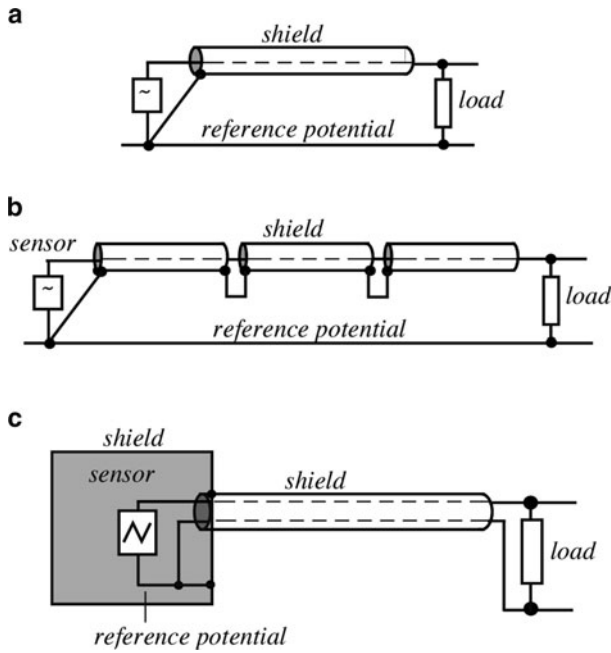 a
shield
~
load
reference potential
b
sensor
shield
~
load
reference potential
c
shield
sensor
shield
load
reference potential